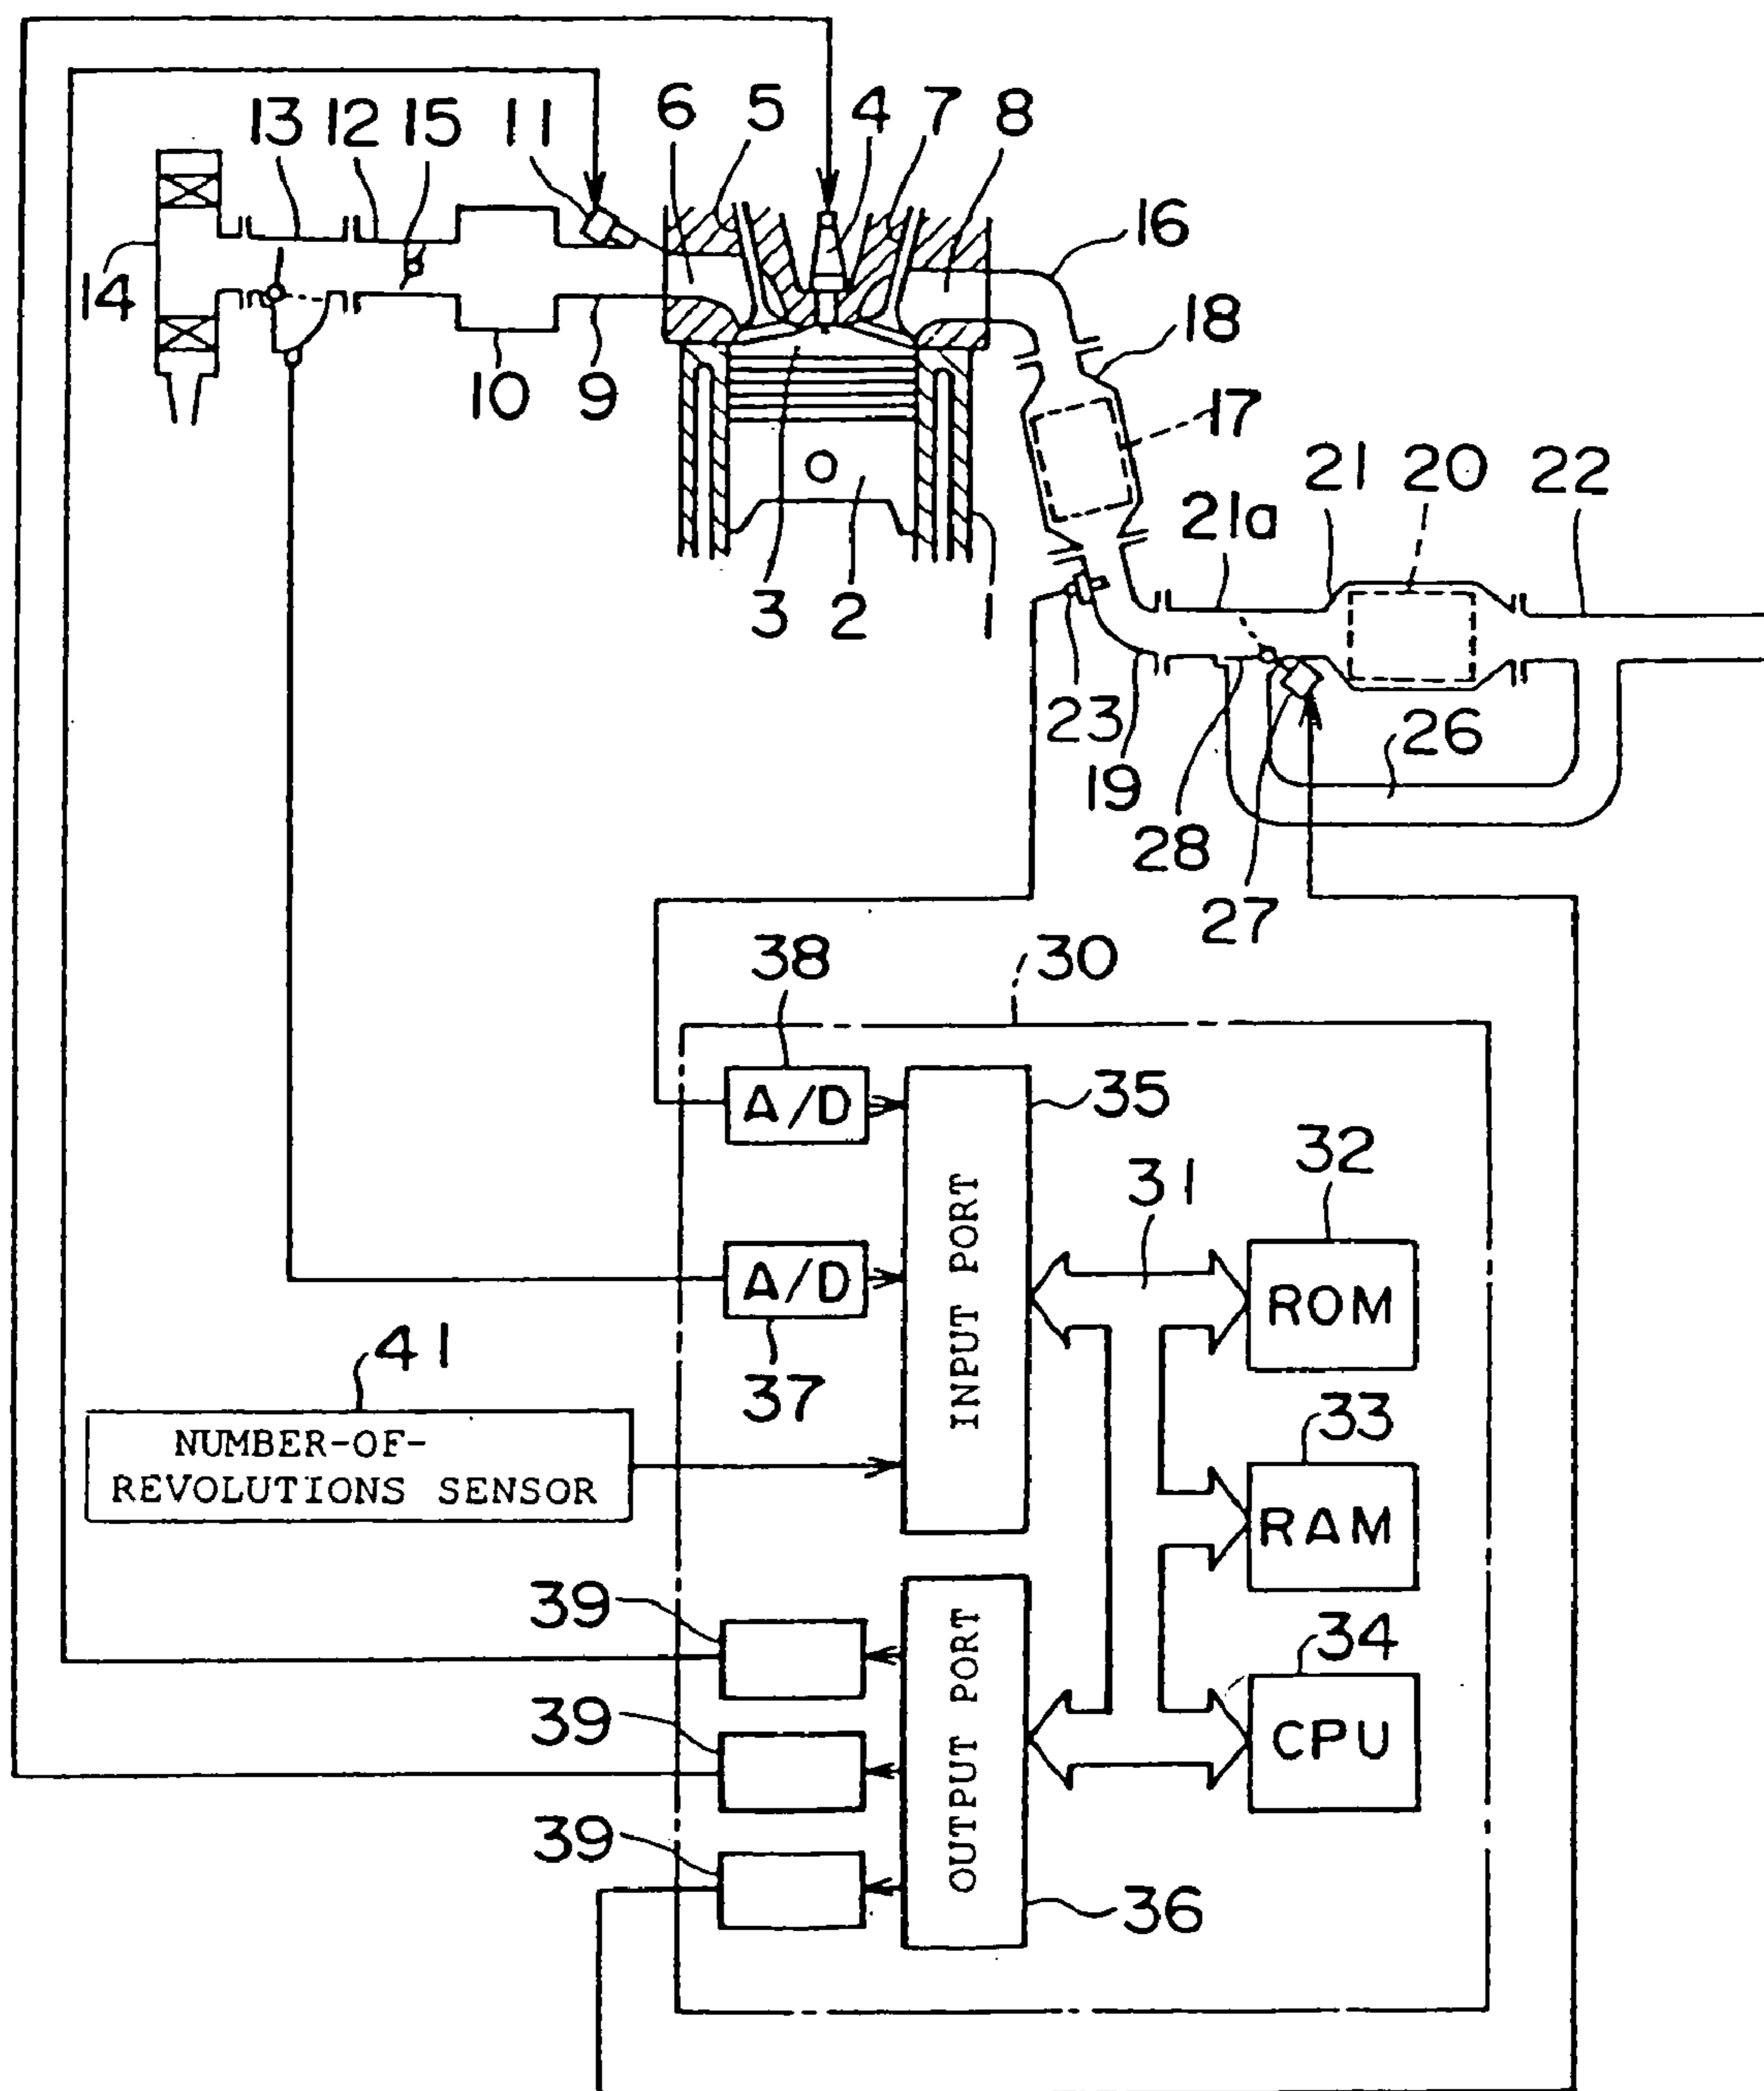 13 12 15 11 6 5 4 7 8
16
14
18
10 9
17
21 20 22
21a
3 2 1
23
26
19
28
27
38
30
A/D
35
32
31
INPUT PORT
A/D
ROM
41
37
33
NUMBER-OF-
REVOLUTIONS SENSOR
RAM
39
34
OUTPUT PORT
39
CPU
39
36